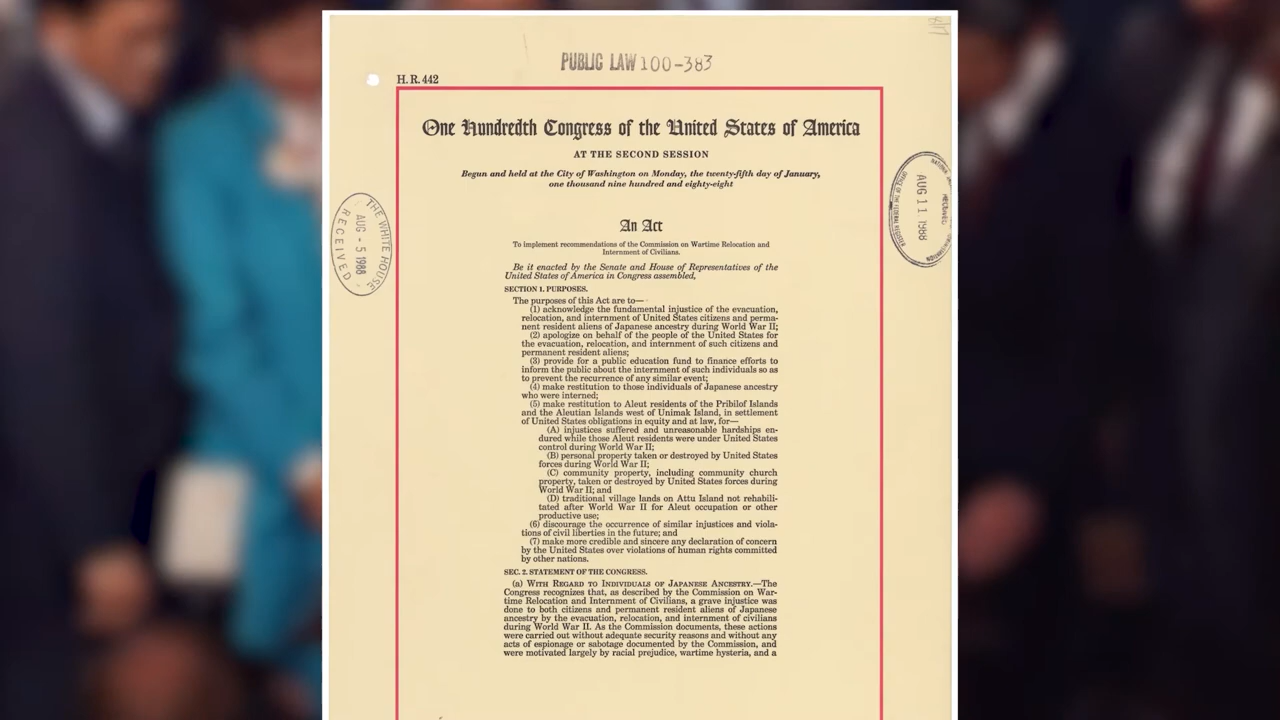 PUBLIC LAW 100-383
H. R. 442
One Hundredth Congress of the United States of America
AT THE SECOND SESSION
Begun and held at the City of Washington on Monday, the twenty-fifth day of January,
one thousand nine hundred and eighty-eight
THE WHITE HOUSE
AUG - 5 1988
RECEIVED
AUG 11 1988
An Act
To implement recommendations of the Commission on Wartime Relocation and
Internment of Civilians.
Be it enacted by the Senate and House of Representatives of the
United States of America in Congress assembled,
SECTION 1. PURPOSES.
The purposes of this Act are to—
(1) acknowledge the fundamental injustice of the evacuation,
relocation, and internment of United States citizens and perma-
nent resident aliens of Japanese ancestry during World War II;
(2) apologize on behalf of the people of the United States for
the evacuation, relocation, and internment of such citizens and
permanent resident aliens;
(3) provide for a public education fund to finance efforts to
inform the public about the internment of such individuals so as
to prevent the recurrence of any similar event;
(4) make restitution to those individuals of Japanese ancestry
who were interned;
(5) make restitution to Aleut residents of the Pribilof Islands
and the Aleutian Islands west of Unimak Island, in settlement
of United States obligations in equity and at law, for—
(A) injustices suffered and unreasonable hardships en-
dured while those Aleut residents were under United States
control during World War II;
(B) personal property taken or destroyed by United States
forces during World War II;
(C) community property, including community church
property, taken or destroyed by United States forces during
World War II; and
(D) traditional village lands on Attu Island not rehabili-
tated after World War II for Aleut occupation or other
productive use;
(6) discourage the occurrence of similar injustices and viola-
tions of civil liberties in the future; and
(7) make more credible and sincere any declaration of concern
by the United States over violations of human rights committed
by other nations.
SEC. 2. STATEMENT OF THE CONGRESS.
(a) WITH REGARD TO INDIVIDUALS OF JAPANESE ANCESTRY.—The
Congress recognizes that, as described by the Commission on War-
time Relocation and Internment of Civilians, a grave injustice was
done to both citizens and permanent resident aliens of Japanese
ancestry by the evacuation, relocation, and internment of civilians
during World War II. As the Commission documents, these actions
were carried out without adequate security reasons and without any
acts of espionage or sabotage documented by the Commission, and
were motivated largely by racial prejudice, wartime hysteria, and a